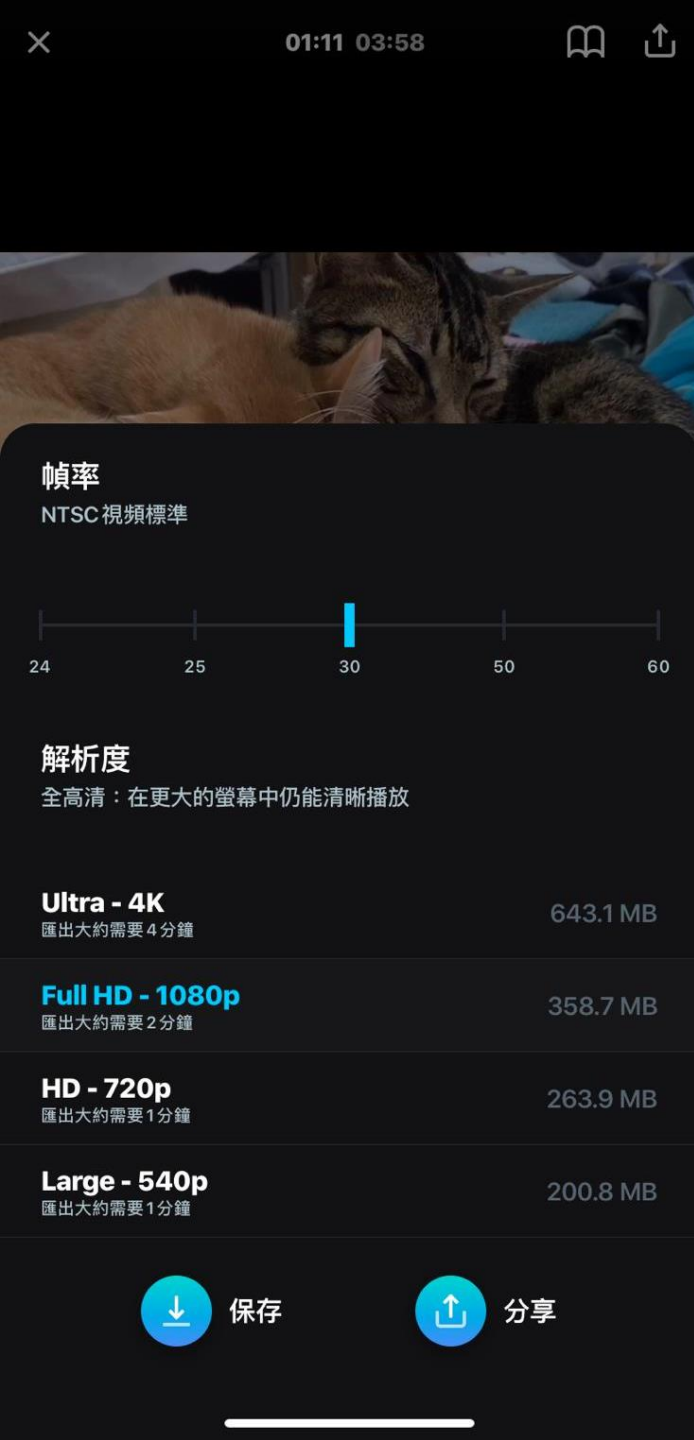 01:11 03:58
幀率
NTSC視頻標準
24 25 30 50 60
解析度
全高清：在更大的螢幕中仍能清晰播放
Ultra - 4K
匯出大約需要4分鐘
643.1 MB
Full HD - 1080p
匯出大約需要2分鐘
358.7 MB
HD - 720p
匯出大約需要1分鐘
263.9 MB
Large - 540p
匯出大約需要1分鐘
200.8 MB
保存 分享